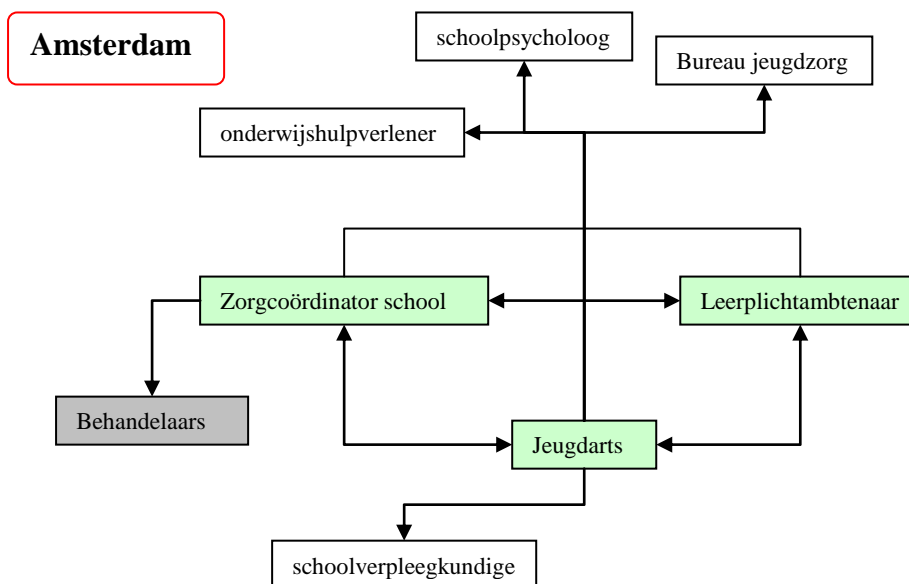 Amsterdam
schoolpsycholoog
Bureau jeugdzorg
onderwijshulpverlener
Zorgcoördinator school
Leerplichtambtenaar
Behandelaars
Jeugdarts
schoolverpleegkundige